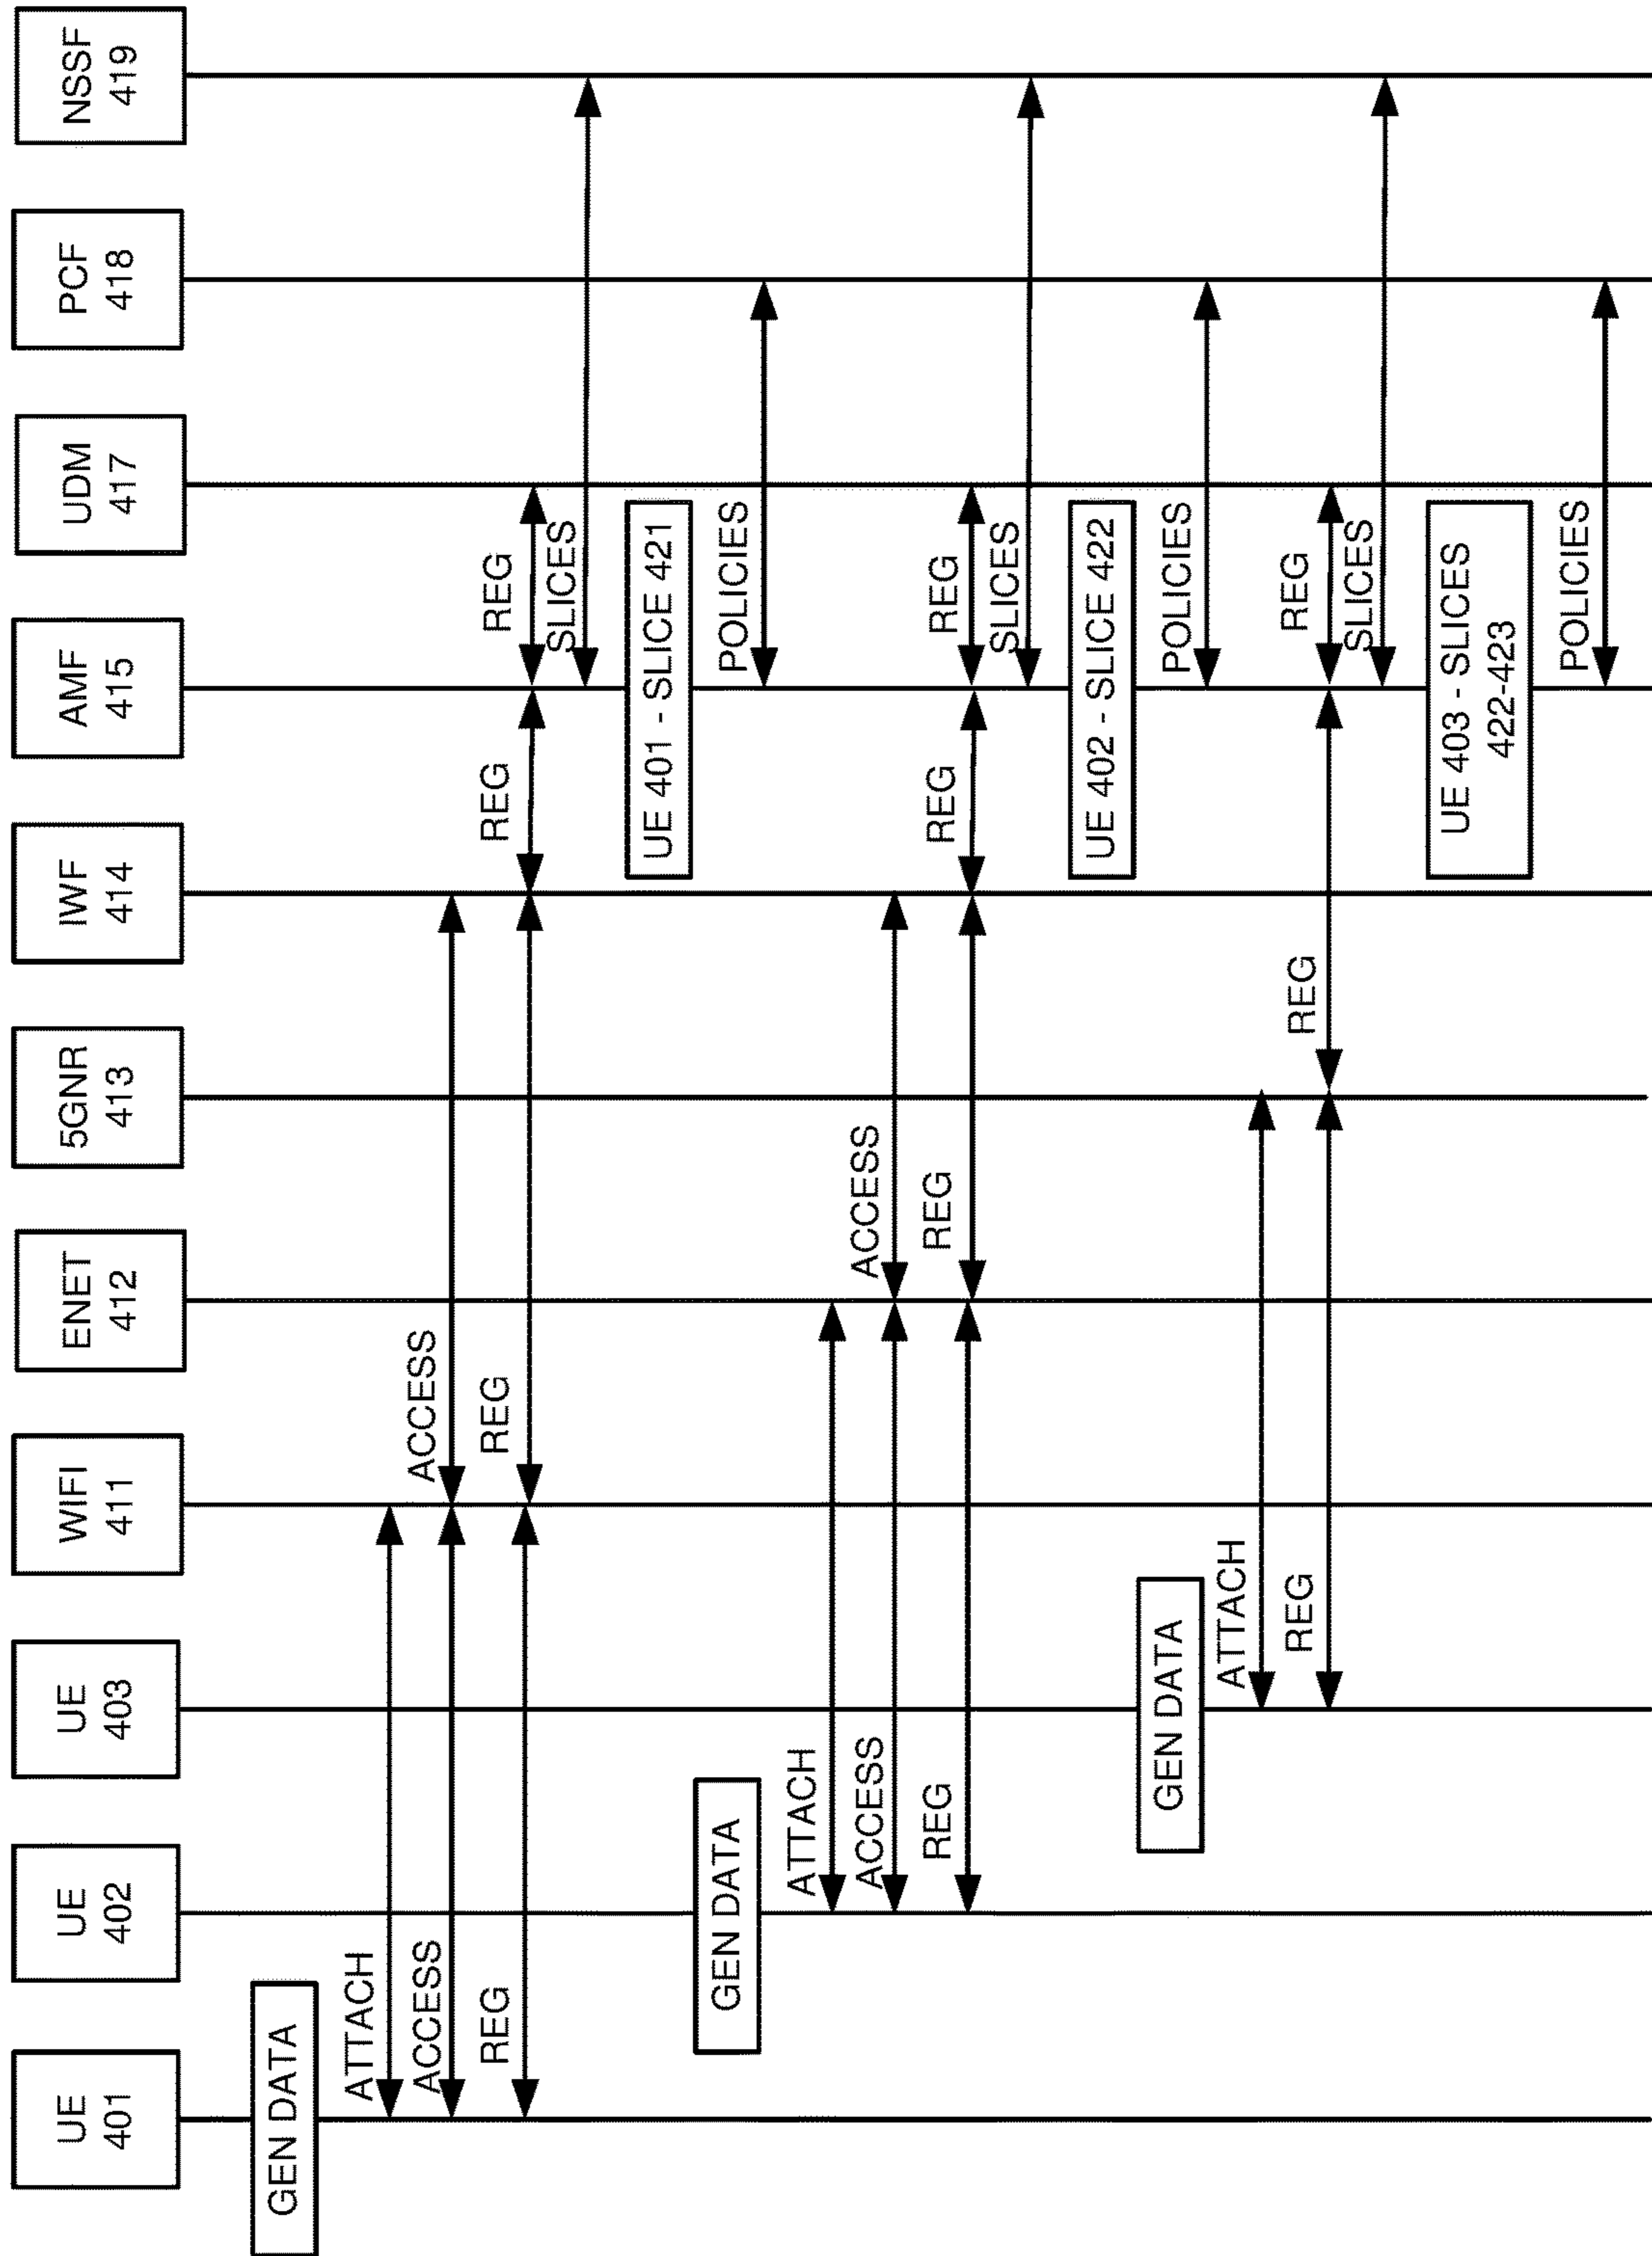 UE
401
UE
402
UE
403
WIFI
411
ENET
412
5GNR
413
IWF
414
AMF
415
UDM
417
PCF
418
NSSF
419
GEN DATA
ATTACH
ACCESS
ACCESS
REG
REG
REG
REG
SLICES
UE 401 - SLICE 421
GEN DATA
POLICIES
ATTACH
ACCESS
ACCESS
REG
REG
REG
REG
SLICES
UE 402 - SLICE 422
GEN DATA
POLICIES
ATTACH
REG
REG
REG
SLICES
UE 403 - SLICES
422-423
POLICIES